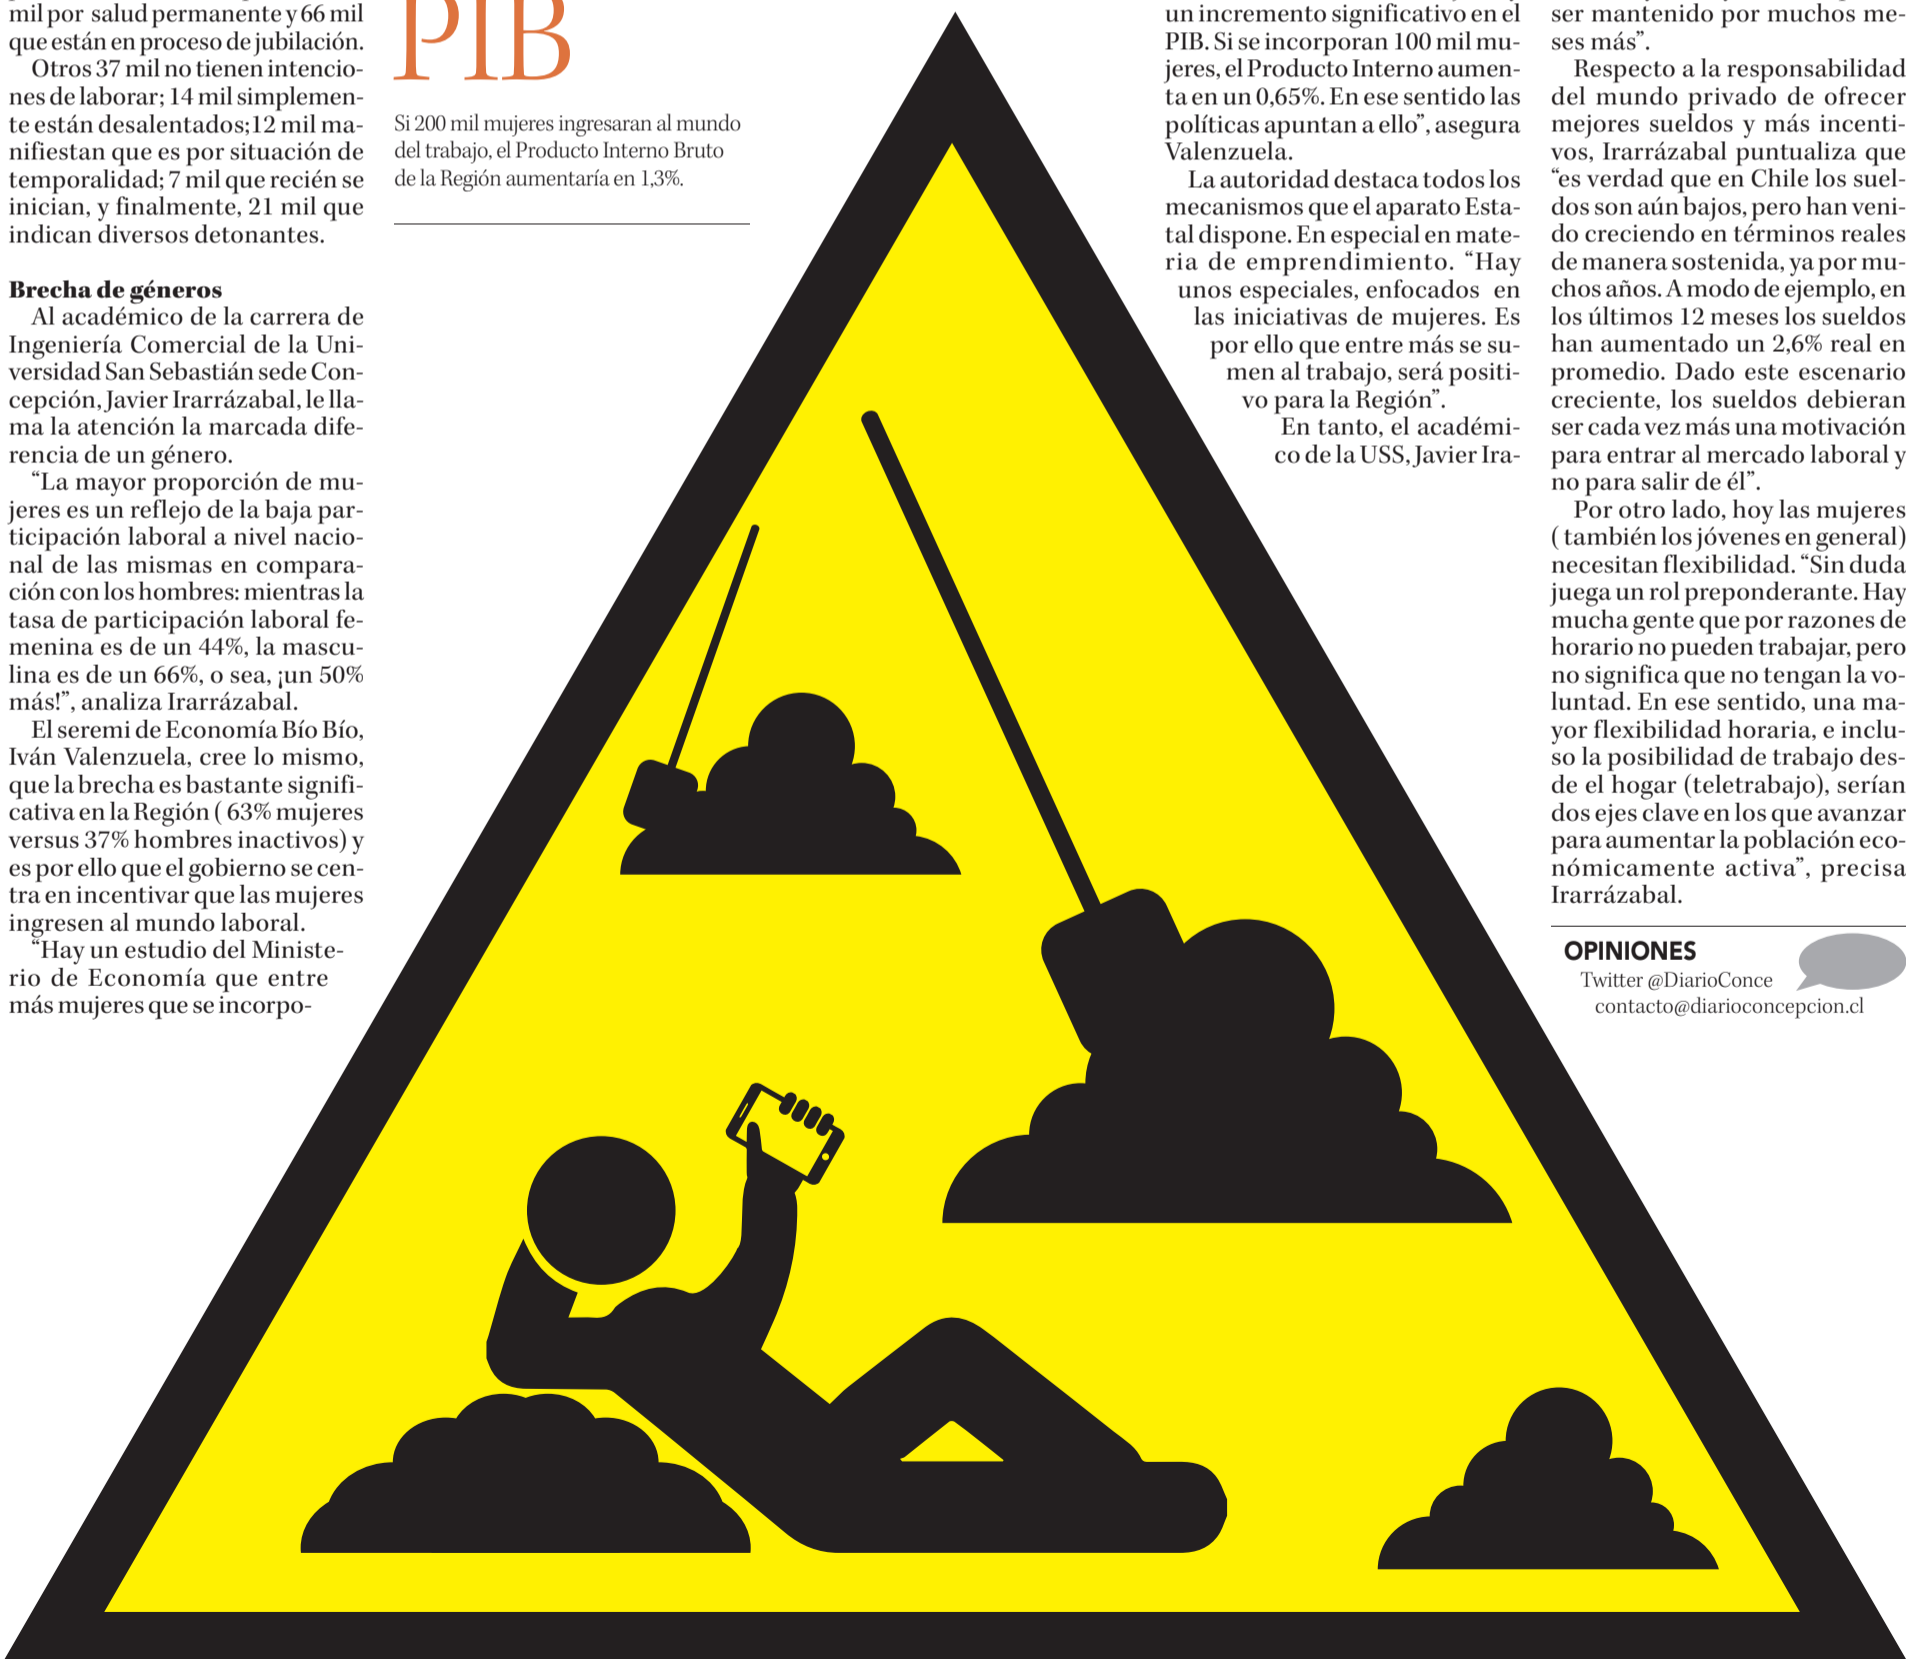 mil por salud permanente y 66 mil
que están en proceso de jubilación.
Otros 37 mil no tienen intencio-
nes de laborar; 14 mil simplemen-
te están desalentados;12 mil ma-
nifiestan que es por situación de
temporalidad; 7 mil que recién se
inician, y finalmente, 21 mil que
indican diversos detonantes.
Brecha de géneros
Al académico de la carrera de
Ingeniería Comercial de la Uni-
versidad San Sebastián sede Con-
cepción, Javier Irarrázabal, le lla-
ma la atención la marcada dife-
rencia de un género.
“La mayor proporción de mu-
jeres es un reflejo de la baja par-
ticipación laboral a nivel nacio-
nal de las mismas en compara-
ción con los hombres: mientras la
tasa de participación laboral fe-
menina es de un 44%, la mascu-
lina es de un 66%, o sea, ¡un 50%
más!”, analiza Irarrázabal.
El seremi de Economía Bío Bío,
Iván Valenzuela, cree lo mismo,
que la brecha es bastante signifi-
cativa en la Región ( 63% mujeres
versus 37% hombres inactivos) y
es por ello que el gobierno se cen-
tra en incentivar que las mujeres
ingresen al mundo laboral.
“Hay un estudio del Ministe-
rio de Economía que entre
más mujeres que se incorpo-
PIB
Si 200 mil mujeres ingresaran al mundo
del trabajo, el Producto Interno Bruto
de la Región aumentaría en 1,3%.
un incremento significativo en el
PIB. Si se incorporan 100 mil mu-
jeres, el Producto Interno aumen-
ta en un 0,65%. En ese sentido las
políticas apuntan a ello”, asegura
Valenzuela.
La autoridad destaca todos los
mecanismos que el aparato Esta-
tal dispone. En especial en mate-
ria de emprendimiento. “Hay
unos especiales, enfocados en
las iniciativas de mujeres. Es
por ello que entre más se su-
men al trabajo, será positi-
vo para la Región”.
En tanto, el académi-
co de la USS, Javier Ira-
ser mantenido por muchos me-
ses más”.
Respecto a la responsabilidad
del mundo privado de ofrecer
mejores sueldos y más incenti-
vos, Irarrázabal puntualiza que
“es verdad que en Chile los suel-
dos son aún bajos, pero han veni-
do creciendo en términos reales
de manera sostenida, ya por mu-
chos años. A modo de ejemplo, en
los últimos 12 meses los sueldos
han aumentado un 2,6% real en
promedio. Dado este escenario
creciente, los sueldos debieran
ser cada vez más una motivación
para entrar al mercado laboral y
no para salir de él”.
Por otro lado, hoy las mujeres
( también los jóvenes en general)
necesitan flexibilidad. “Sin duda
juega un rol preponderante. Hay
mucha gente que por razones de
horario no pueden trabajar, pero
no significa que no tengan la vo-
luntad. En ese sentido, una ma-
yor flexibilidad horaria, e inclu-
so la posibilidad de trabajo des-
de el hogar (teletrabajo), serían
dos ejes clave en los que avanzar
para aumentar la población eco-
nómicamente activa”, precisa
Irarrázabal.
OPINIONES
Twitter @DiarioConce
contacto@diarioconcepcion.cl